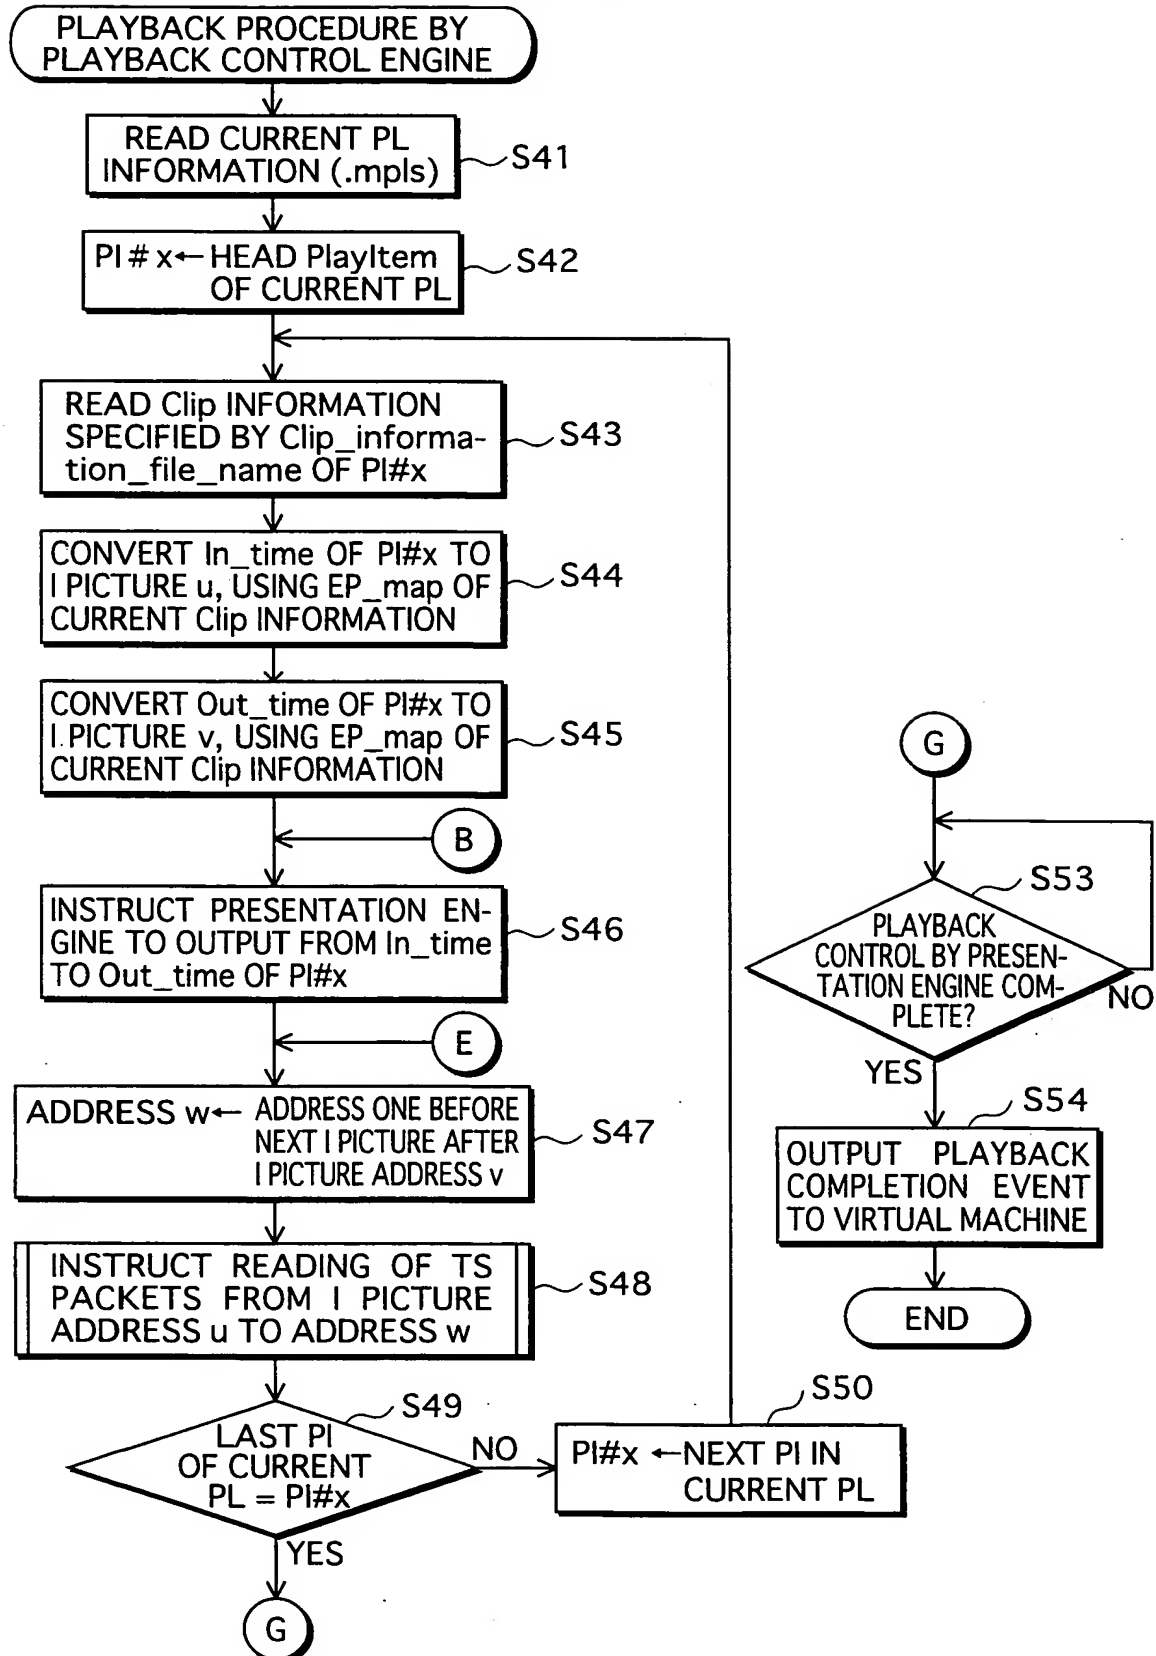 PLAYBACK PROCEDURE BY
PLAYBACK CONTROL ENGINE
READ CURRENT PL
INFORMATION (.mpls)
S41
PI#x← HEAD PlayItem
OF CURRENT PL
S42
READ Clip INFORMATION
SPECIFIED BY Clip_informa-
tion_file_name OF PI#x
S43
CONVERT In_time OF PI#x TO
I PICTURE u, USING EP_map OF
CURRENT Clip INFORMATION
S44
CONVERT Out_time OF PI#x TO
I PICTURE v, USING EP_map OF
CURRENT Clip INFORMATION
S45
B
INSTRUCT PRESENTATION EN-
GINE TO OUTPUT FROM In_time
TO Out_time OF PI#x
S46
E
ADDRESS w← ADDRESS ONE BEFORE
NEXT I PICTURE AFTER
I PICTURE ADDRESS v
S47
INSTRUCT READING OF TS
PACKETS FROM I PICTURE
ADDRESS u TO ADDRESS w
S48
LAST PI
OF CURRENT
PL = PI#x
S49
NO
YES
G
PI#x ←NEXT PI IN
CURRENT PL
S50
G
PLAYBACK
CONTROL BY PRESEN-
TATION ENGINE COM-
PLETE?
S53
NO
YES
OUTPUT PLAYBACK
COMPLETION EVENT
TO VIRTUAL MACHINE
S54
END